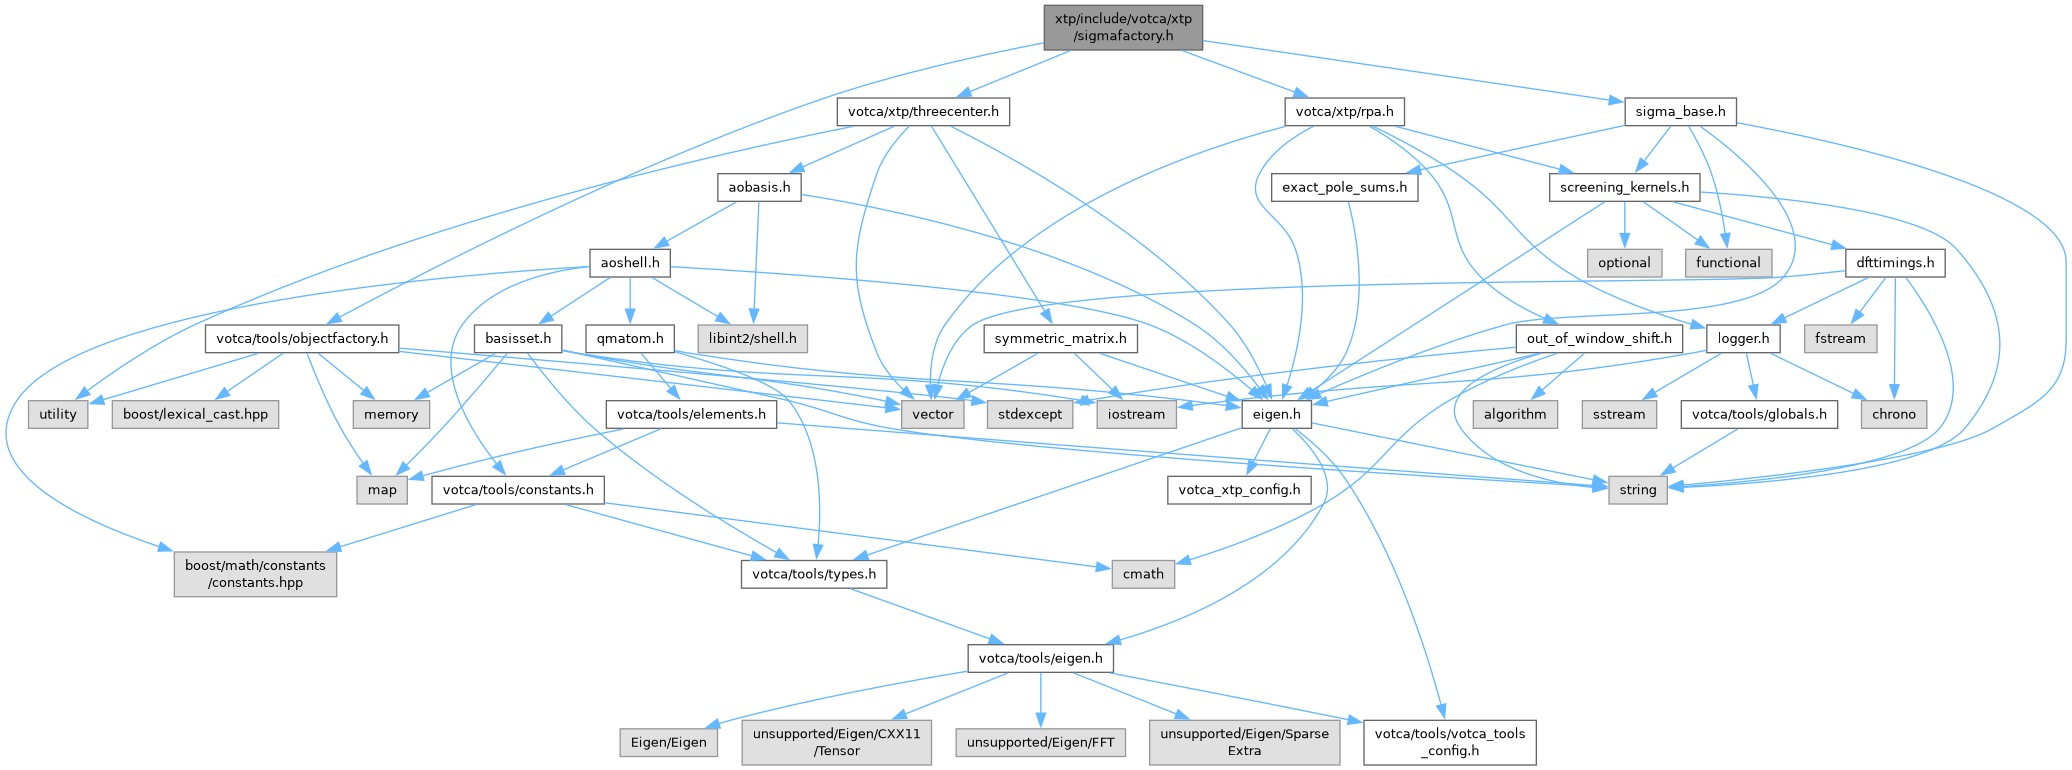 xtp/include/votca/xtp
/sigmafactory.h
votca/xtp/threecenter.h
votca/xtp/rpa.h
sigma_base.h
aobasis.h
exact_pole_sums.h
screening_kernels.h
aoshell.h
optional
functional
dfttimings.h
votca/tools/objectfactory.h
basisset.h
qmatom.h
libint2/shell.h
symmetric_matrix.h
out_of_window_shift.h
logger.h
fstream
utility
boost/lexical_cast.hpp
memory
votca/tools/elements.h
vector
stdexcept
iostream
eigen.h
algorithm
sstream
votca/tools/globals.h
chrono
map
votca/tools/constants.h
votca_xtp_config.h
string
boost/math/constants
/constants.hpp
votca/tools/types.h
cmath
votca/tools/eigen.h
Eigen/Eigen
unsupported/Eigen/CXX11
/Tensor
unsupported/Eigen/FFT
unsupported/Eigen/Sparse
Extra
votca/tools/votca_tools
_config.h